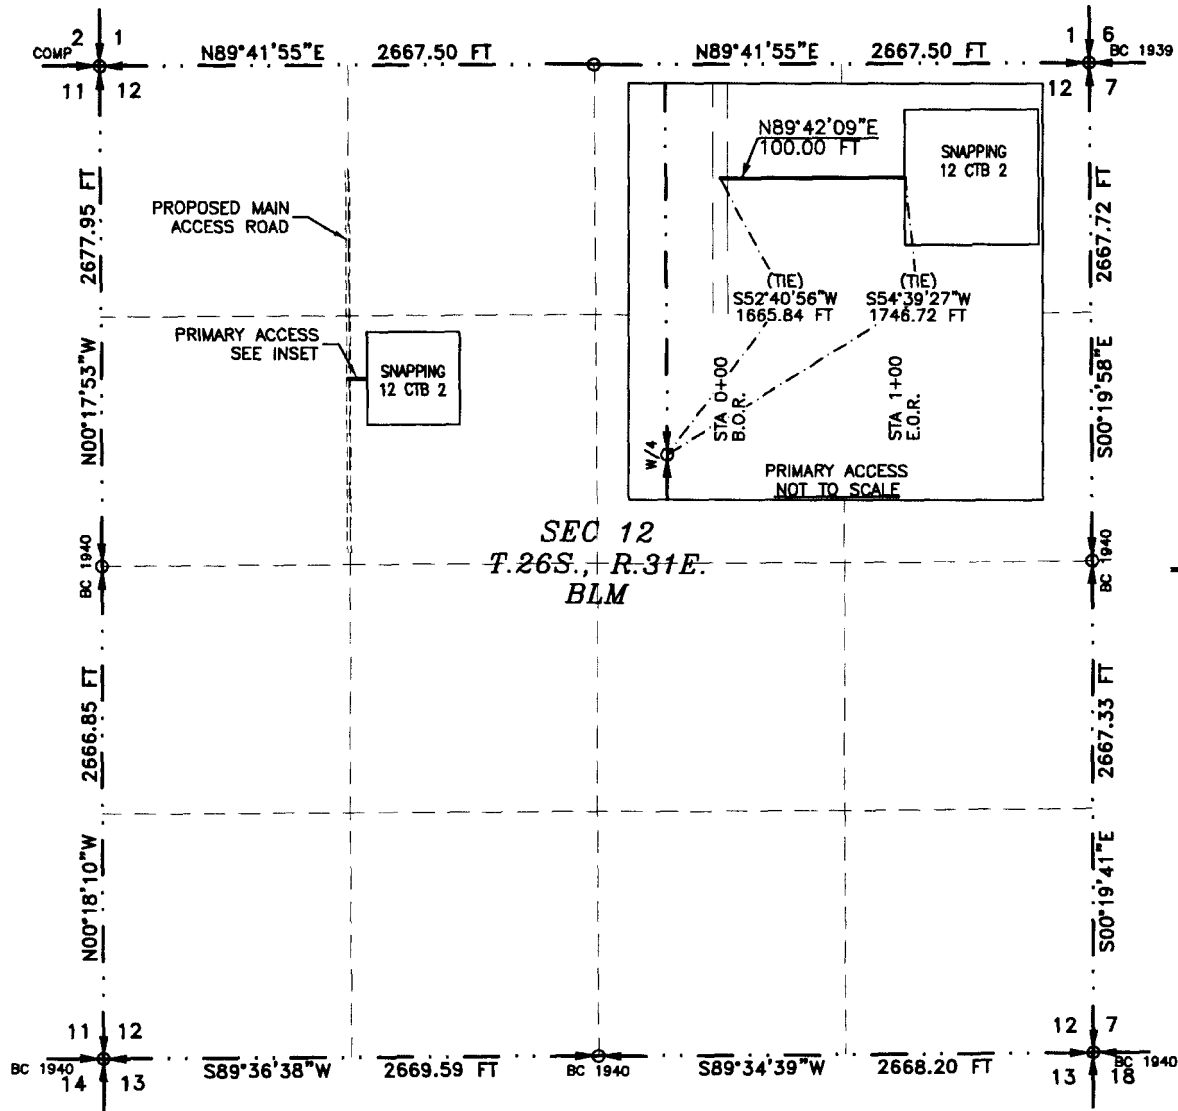 2 1
COMP
11 12
N89°41'55"E 2667.50 FT
N89°41'55"E 2667.50 FT
1 6
BC 1939
12 7
N89°42'09"E
100.00 FT
SNAPPING
12 CTB 2
(TIE)
S52°40'56"W
1665.84 FT
(TIE)
S54°39'27"W
1746.72 FT
STA 0+00
B.O.R.
STA 1+00
E.O.R.
W/4
PRIMARY ACCESS
NOT TO SCALE
2677.95 FT
N00°17'53"W
PROPOSED MAIN
ACCESS ROAD
PRIMARY ACCESS
SEE INSET
SNAPPING
12 CTB 2
2667.72 FT
S00°19'58"E
SEC 12
T.26S., R.31E.
BLM
BC 1940
BC 1940
2666.85 FT
N00°18'10"W
2667.33 FT
S00°19'41"E
11 12
BC 1940
14 13
S89°36'38"W 2669.59 FT
BC 1940
S89°34'39"W 2668.20 FT
12 7
BC 1940
13 18